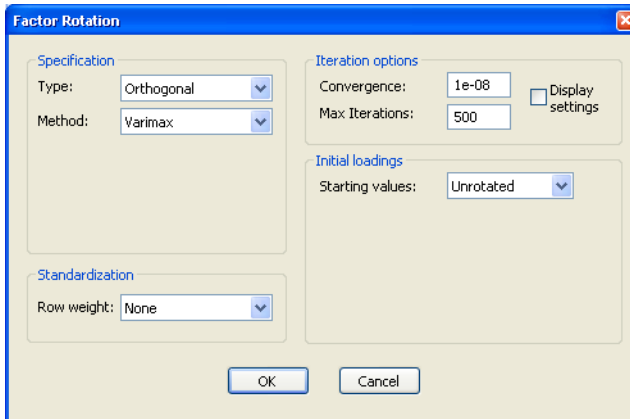 Factor Rotation
Specification
Type: Orthogonal
Method: Varimax
Standardization
Row weight: None
Iteration options
Convergence: 1e-08
Max Iterations: 500
Display
settings
Initial loadings
Starting values: Unrotated
OK
Cancel